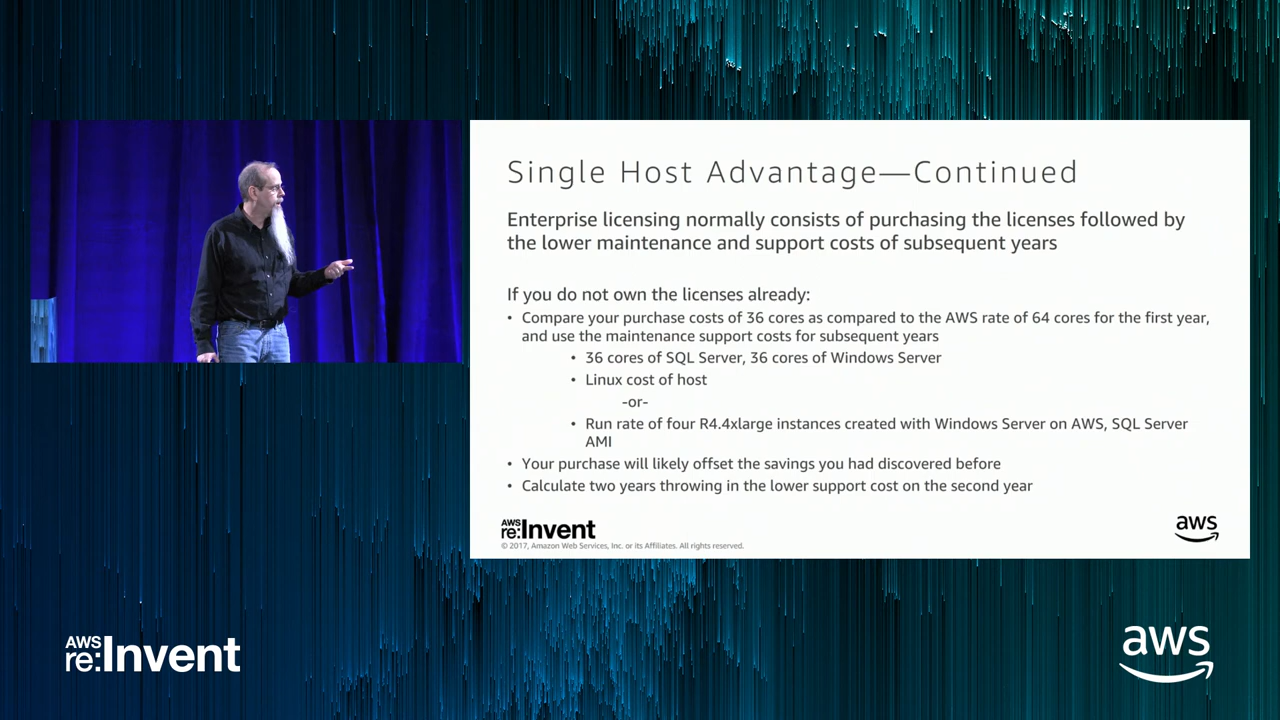 Single Host Advantage—Continued
Enterprise licensing normally consists of purchasing the licenses followed by
the lower maintenance and support costs of subsequent years
If you do not own the licenses already:
• Compare your purchase costs of 36 cores as compared to the AWS rate of 64 cores for the first year,
and use the maintenance support costs for subsequent years
• 36 cores of SQL Server, 36 cores of Windows Server
• Linux cost of host
-or-
• Run rate of four R4.4xlarge instances created with Windows Server on AWS, SQL Server
AMI
• Your purchase will likely offset the savings you had discovered before
• Calculate two years throwing in the lower support cost on the second year
AWS
re:Invent
© 2017, Amazon Web Services, Inc. or its Affiliates. All rights reserved.
aws
AWS
re:Invent
aws